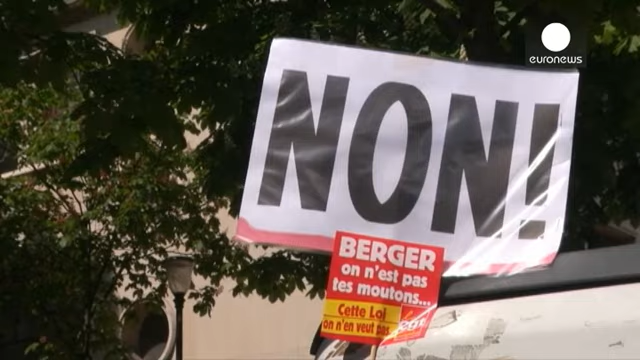 euronews
NON!
BERGER
on n'est pas
tes moutons...
Cette Loi
on n'en veut pas